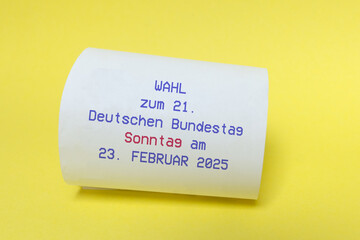 WAHL
zum 21.
Deutschen Bundestag
Sonntag am
23. FEBRUAR 2025